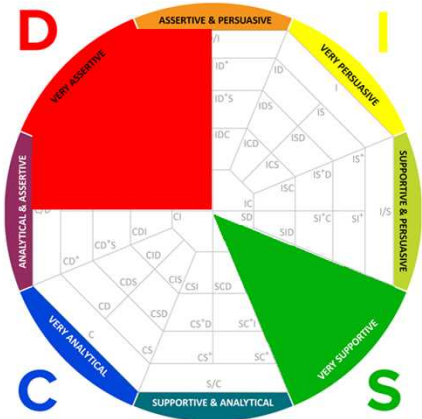 D
ASSERTIVE & PERSUASIVE
I
VERY ASSERTIVE
VERY PERSUASIVE
/I
ID⁺
ID
I
ID⁺S
IDS
IS
IDC
ISD
IS⁺
ICD
ICS
IS⁺D
ISC
IC
ANALYTICAL & ASSERTIVE
SUPPORTIVE & PERSUASIVE
C/D
CI
SD
SI⁺C
SI⁺
I/S
CDI
SID
CD⁺S
CID
CD⁺
CIS
CDS
CSI
SCD
CD
CSD
CS⁺D
SC⁺I
C
CS
CS⁺
SC⁺
VERY ANALYTICAL
VERY SUPPORTIVE
S/C
C
SUPPORTIVE & ANALYTICAL
S